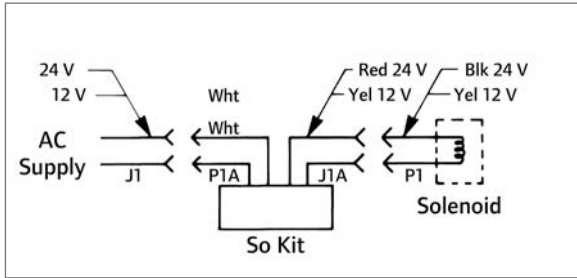 24 V
12 V
Wht
Wht
Red 24 V
Yel 12 V
Blk 24 V
Yel 12 V
AC
Supply
J1
P1A
J1A
P1
Solenoid
So Kit